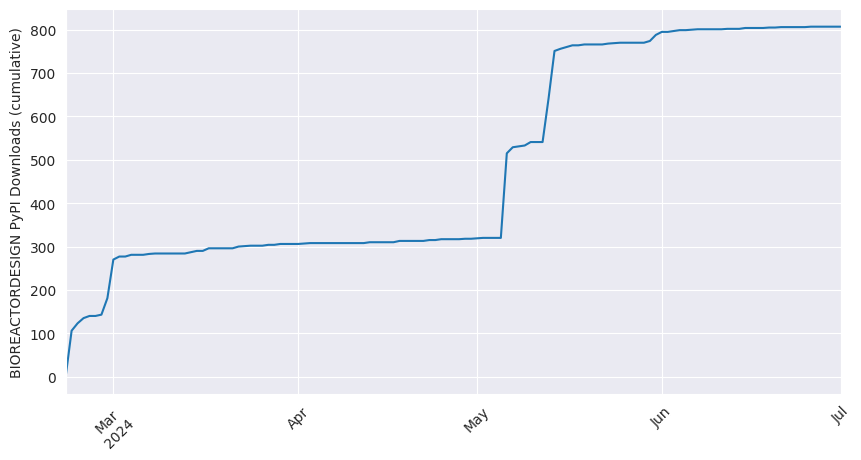 BIOREACTORDESIGN PyPI Downloads (cumulative)
800
700
600
500
400
300
200
100
0
Mar
2024
Apr
May
Jun
Jul